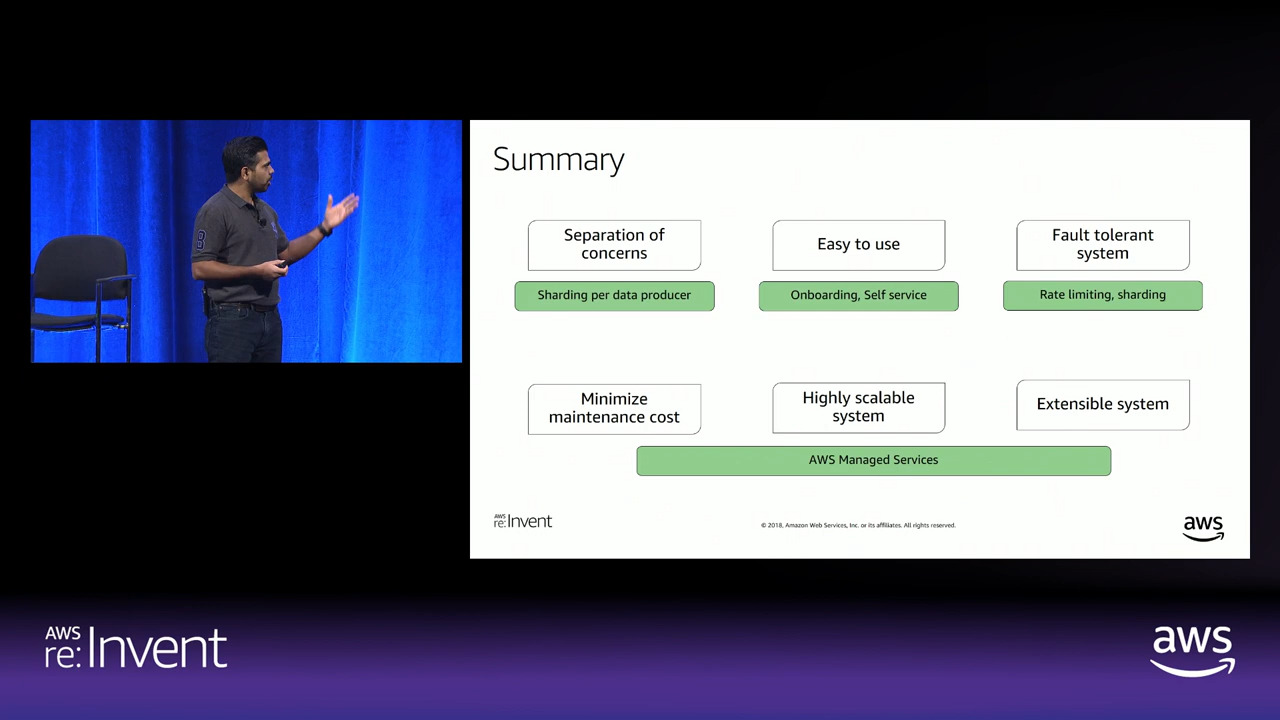 Summary
Separation of
concerns
Easy to use
Fault tolerant
system
Sharding per data producer
Onboarding, Self service
Rate limiting, sharding
Minimize
maintenance cost
Highly scalable
system
Extensible system
AWS Managed Services
AWS
re:Invent
© 2018, Amazon Web Services, Inc. or its affiliates. All rights reserved.
aws
AWS
re:Invent
aws